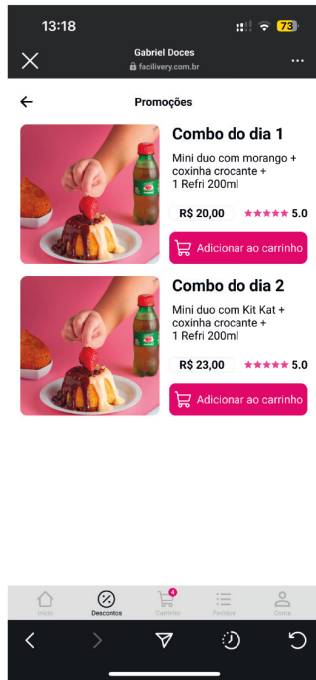 13:18
73
Gabriel Doces
facilivery.com.br
Promoções
Combo do dia 1
Mini duo com morango +
coxinha crocante +
1 Refri 200ml
R$ 20,00
5.0
Adicionar ao carrinho
Combo do dia 2
Mini duo com Kit Kat +
coxinha crocante +
1 Refri 200ml
R$ 23,00
5.0
Adicionar ao carrinho
4
Início
Descontos
Carrinho
Pedidos
Conta